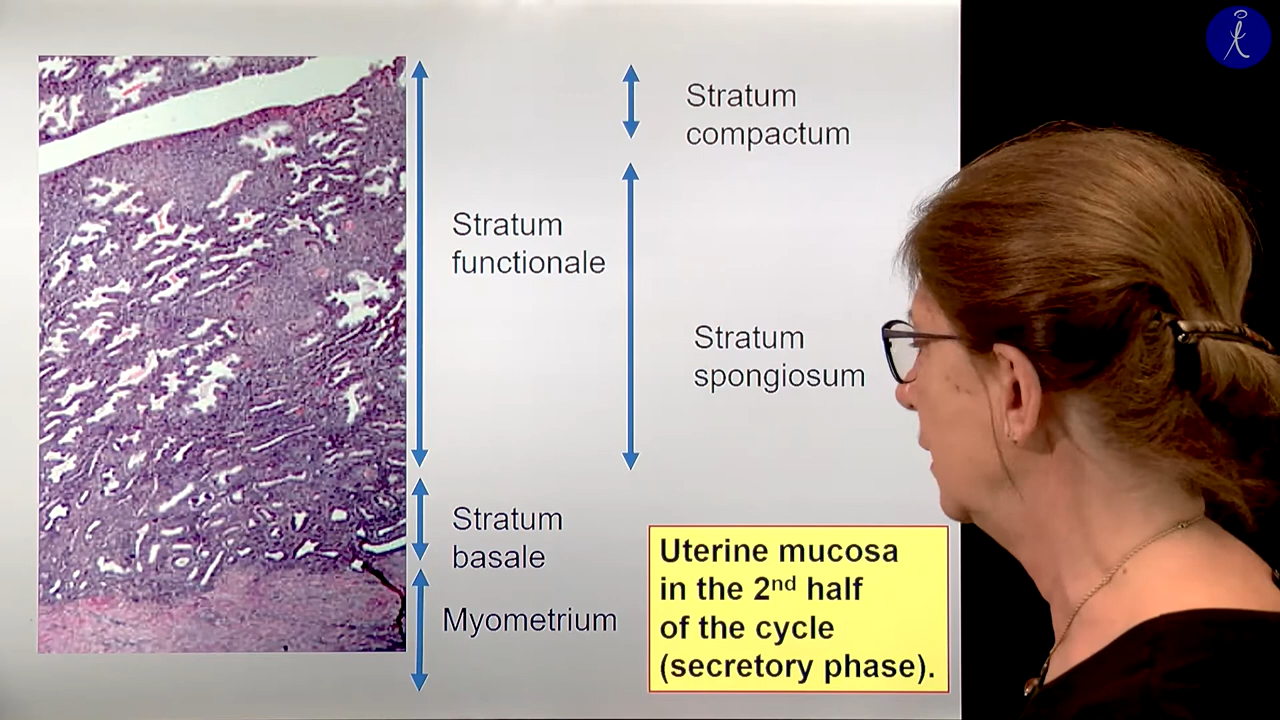 Stratum
compactum
Stratum
functionale
Stratum
spongiosum
Stratum
basale
Myometrium
Uterine mucosa
in the 2nd half
of the cycle
(secretory phase).